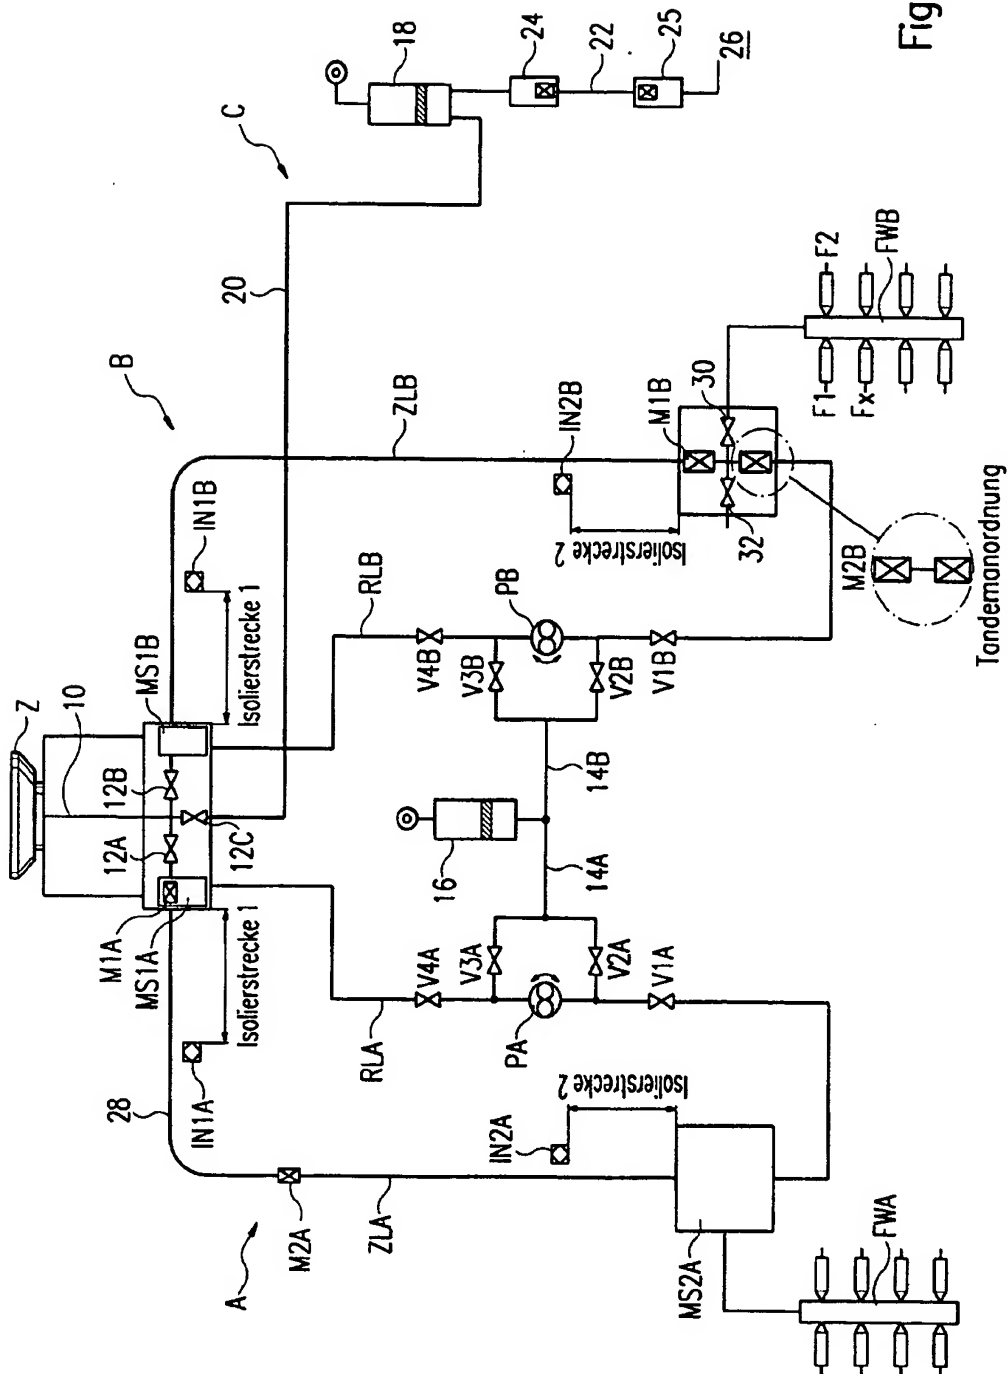 Fig
18
24
22
25
26
C
20
B
ZLB
IN2B
M1B
30
F1
F2
Fx
FWB
Isolierstrecke 2
32
M2B
Tandemanordnung
IN1B
Isolierstrecke 1
MS1B
RLB
V4B
V3B
PB
V2B
V1B
Z
10
12B
12A
12C
16
14B
14A
M1A
MS1A
Isolierstrecke 1
IN1A
28
RLA
V4A
V3A
PA
V2A
V1A
Isolierstrecke 2
IN2A
A
M2A
ZLA
MS2A
FWA